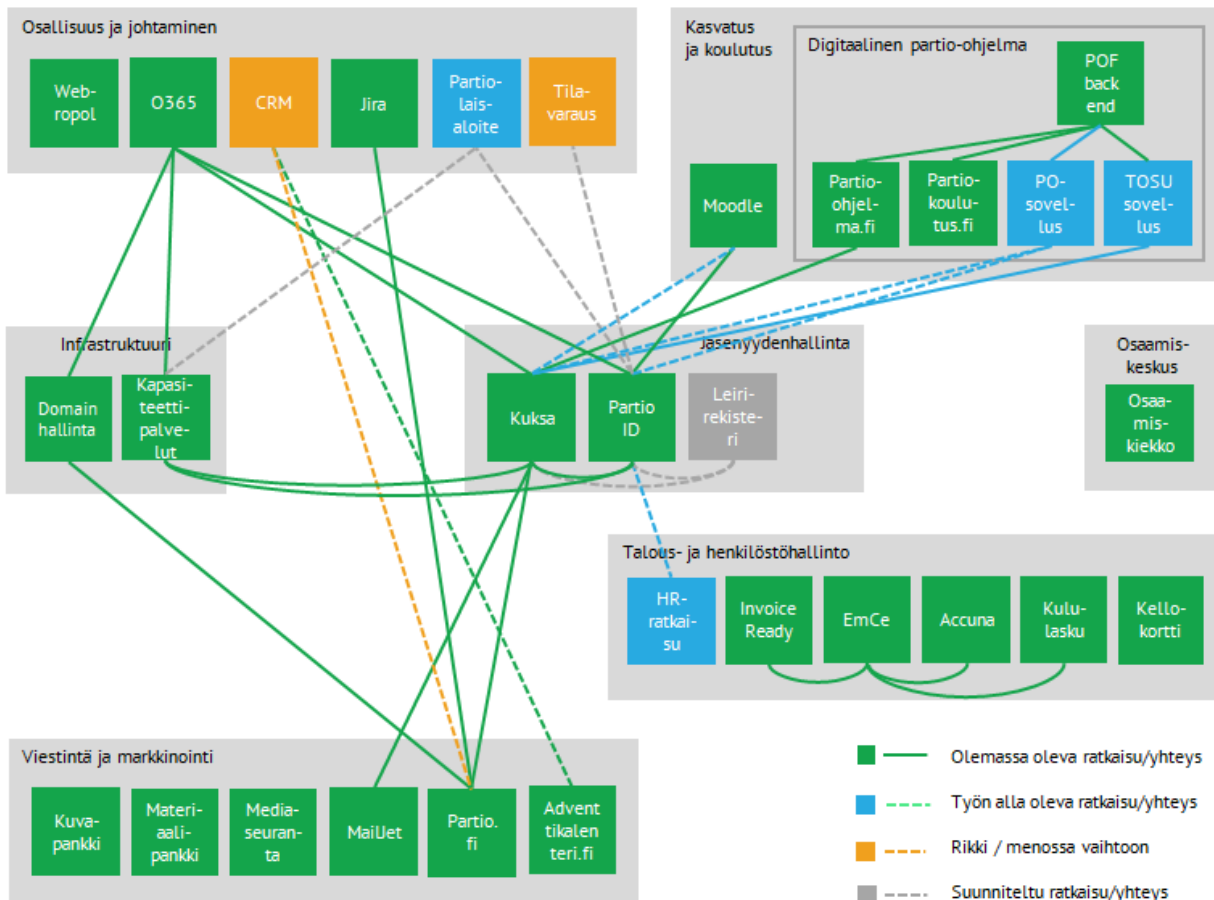 Osallisuus ja johtaminen
Web-
ropol
O365
CRM
Jira
Partio-
lais-
aloite
Tila-
varaus
Kasvatus
ja koulutus
Digitaalinen partio-ohjelma
POF
back
end
Moodle
Partio-
ohjel-
ma.fi
Partio-
koulu-
tus.fi
PO-
sovel-
lus
TOSU
sovel-
lus
Infrastruktuuri
Domain
hallinta
Kapasi-
teetti-
palve-
lut
Jäsenyydenhallinta
Kuksa
Partio
ID
Leiri-
rekiste-
ri
Osaamis-
keskus
Osaa-
mis-
kiekko
Talous- ja henkilöstöhallinto
HR-
ratkai-
su
Invoice
Ready
EmCe
Accuna
Kulu-
lasku
Kello-
kortti
Viestintä ja markkinointi
Kuva-
pankki
Materi-
aali-
pankki
Media-
seuran-
ta
MailJet
Partio.
fi
Adven
ttikalen
teri.fi
Olemassa oleva ratkaisu/yhteys
Työn alla oleva ratkaisu/yhteys
Rikki / menossa vaihtoon
Suunniteltu ratkaisu/yhteys